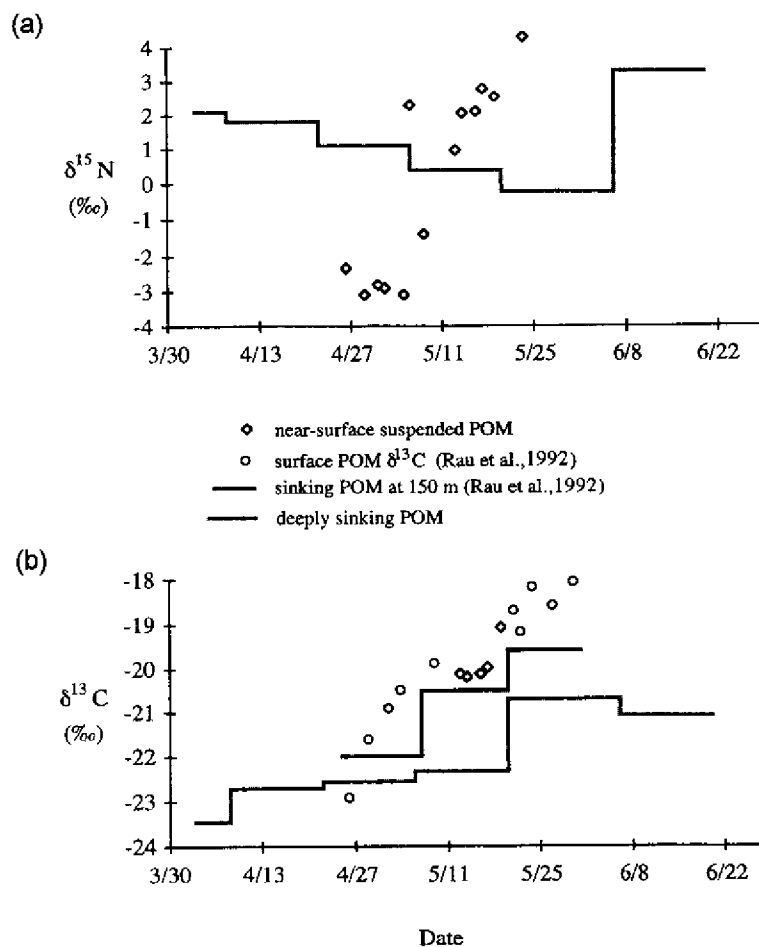 (a)
4
3
2
1
0
-1
-2
-3
-4
δ15 N
(‰)
3/30 4/13 4/27 5/11 5/25 6/8 6/22
near-surface suspended POM
surface POM δ13C (Rau et al.,1992)
sinking POM at 150 m (Rau et al.,1992)
deeply sinking POM
(b)
-18
-19
-20
-21
-22
-23
-24
δ13 C
(‰)
3/30 4/13 4/27 5/11 5/25 6/8 6/22
Date